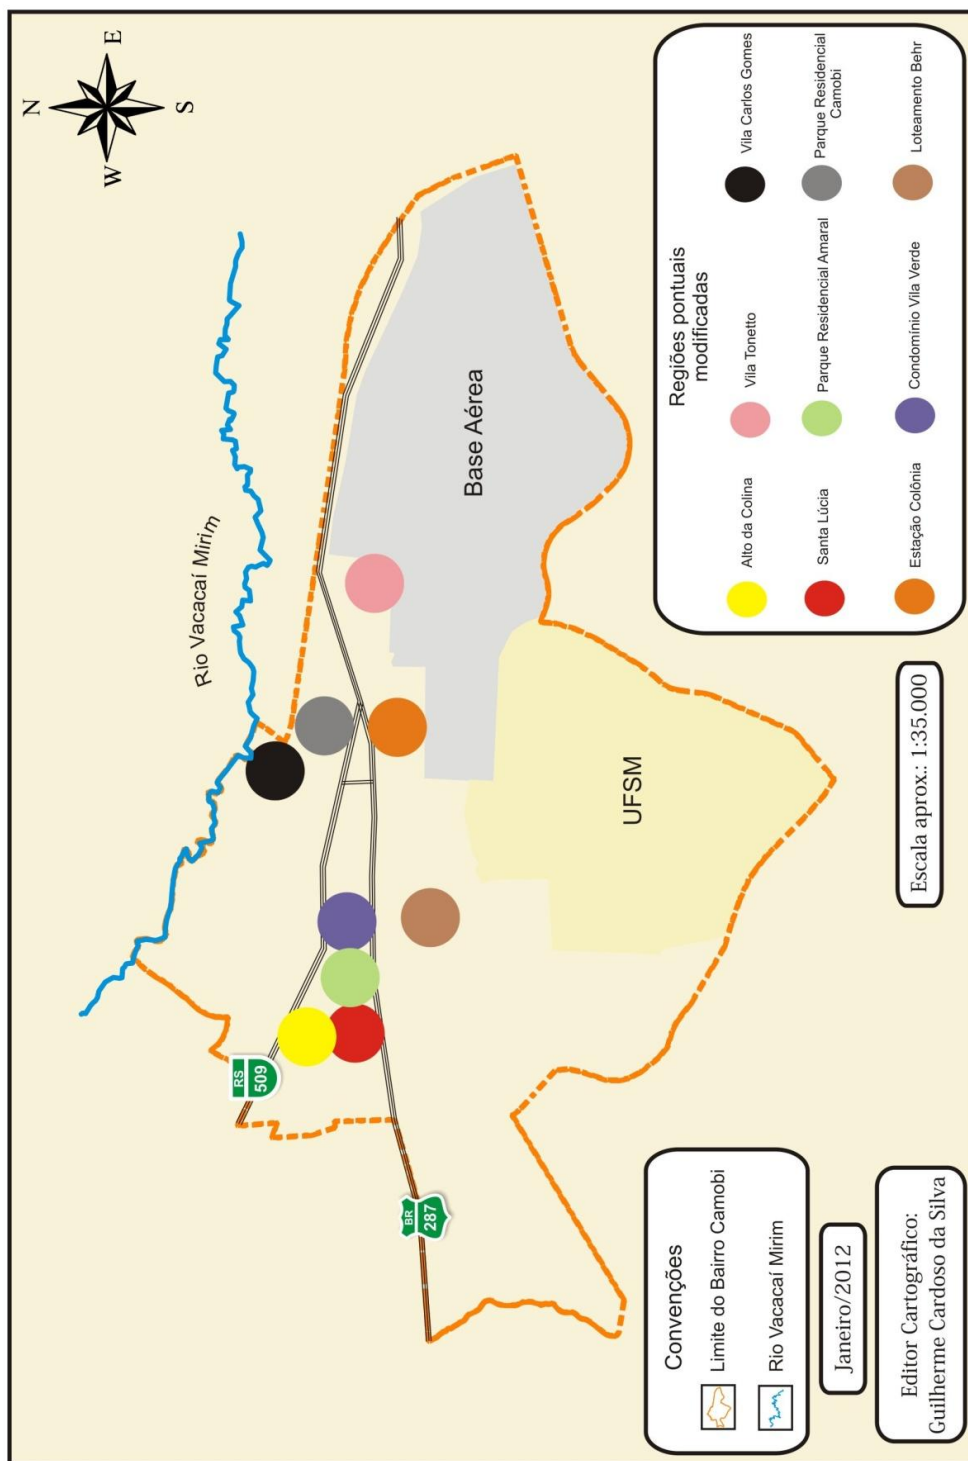 N
E
W
S
Rio Vacacaí Mirim
Base Aérea
UFSM
RS
509
BR
287
Convenções
Limite do Bairro Camobi
Rio Vacacaí Mirim
Janeiro/2012
Editor Cartográfico:
Guilherme Cardoso da Silva
Escala aprox.: 1:35.000
Regiões pontuais
modificadas
Alto da Colina
Vila Tonetto
Vila Carlos Gomes
Santa Lúcia
Parque Residencial Amaral
Parque Residencial
Camobi
Estação Colônia
Condomínio Vila Verde
Loteamento Behr